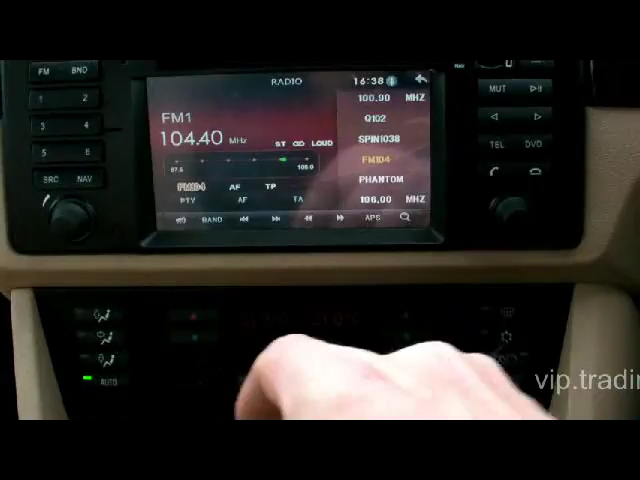 FM BND
1 2
3 4
5 6
SRC NAV
RADIO
16:38
FM1
104.40 MHz
ST LOUD
87.5 108.0
FM104 AF TP
PTY AF TA
BAND APS
100.90 MHZ
Q102
SPIN1038
FM104
PHANTOM
106.00 MHZ
MUT
TEL DVD
AUTO
vip.tradin